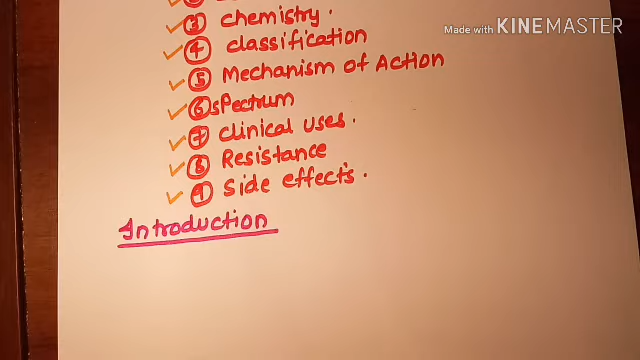 Made with KINEMASTER
③ chemistry.
④ classification
⑤ Mechanism of Action
⑥ spectrum
⑦ clinical uses.
⑧ Resistance
⑨ Side effects.
Introduction